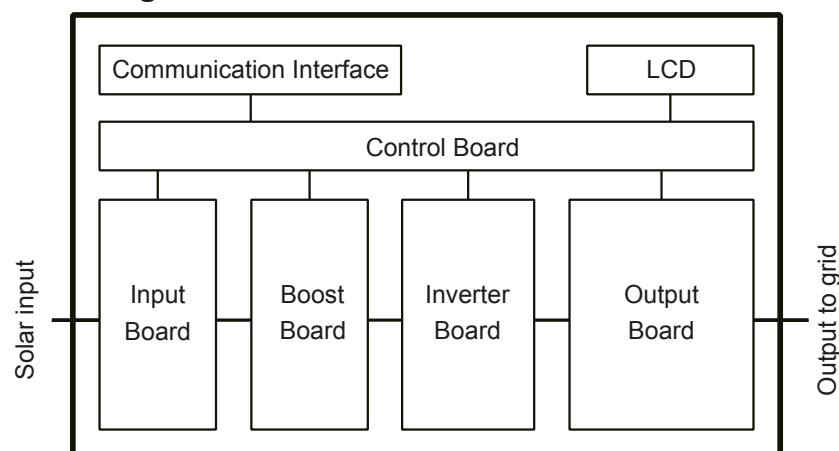 Communication Interface
LCD
Control Board
Solar input
Input
Board
Boost
Board
Inverter
Board
Output
Board
Output to grid